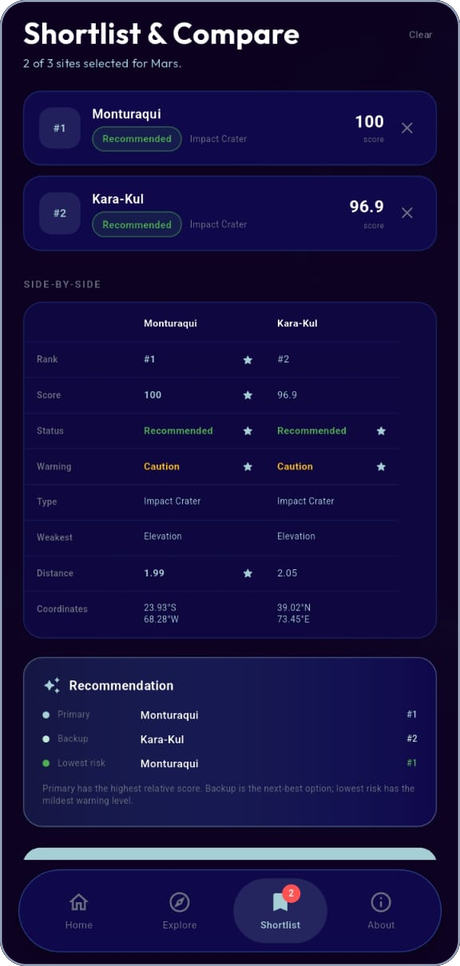 Shortlist & Compare
Clear
2 of 3 sites selected for Mars.
#1
Monturaqui
Recommended
Impact Crater
100
score
#2
Kara-Kul
Recommended
Impact Crater
96.9
score
SIDE-BY-SIDE
Monturaqui Kara-Kul
Rank #1 #2
Score 100 96.9
Status Recommended Recommended
Warning Caution Caution
Type Impact Crater Impact Crater
Weakest Elevation Elevation
Distance 1.99 2.05
Coordinates 23.93°S 39.02°N
68.28°W 73.45°E
Recommendation
Primary Monturaqui #1
Backup Kara-Kul #2
Lowest risk Monturaqui #1
Primary has the highest relative score. Backup is the next-best option; lowest risk has the
mildest warning level.
2
Home Explore Shortlist About